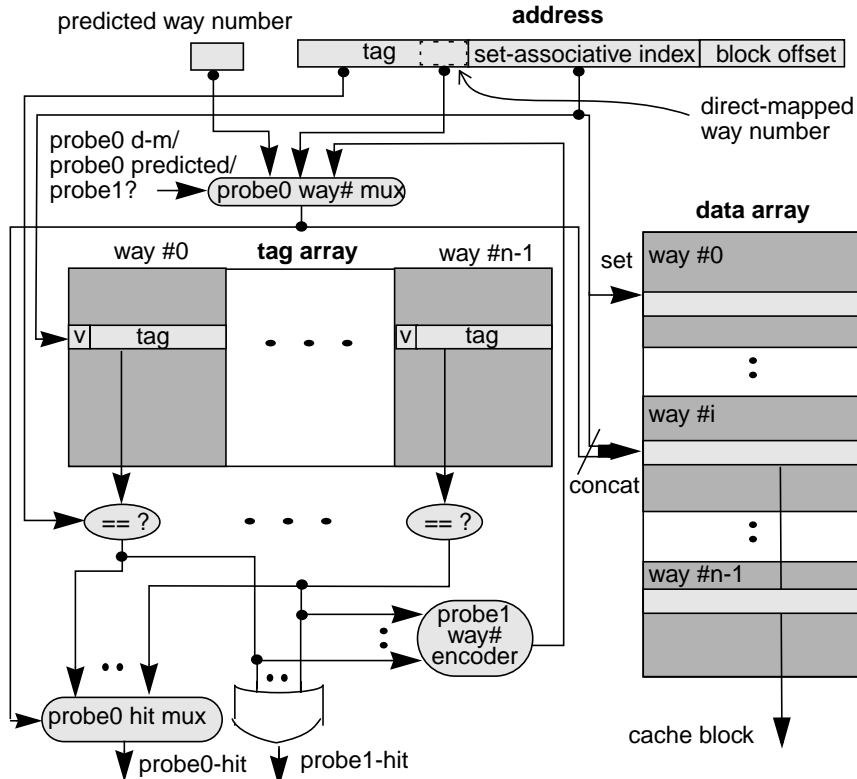 address
predicted way number
tag
set-associative index
block offset
direct-mapped
way number
probe0 d-m/
probe0 predicted/
probe1?
probe0 way# mux
data array
way #0
tag array
way #n-1
set
way #0
v
tag
v
tag
way #i
concat
== ?
== ?
way #n-1
probe1
way#
encoder
probe0 hit mux
probe0-hit
probe1-hit
cache block